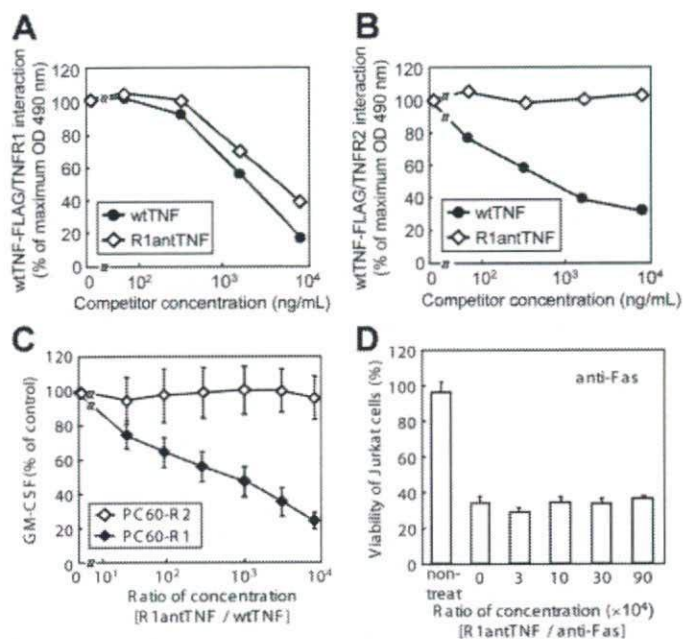 A
wtTNF-FLAG/TNFR1 interaction
(% of maximum OD 490 nm)
120
100
80
60
40
20
0
wtTNF
R1antTNF
0 10² 10³ 10⁴
Competitor concentration (ng/mL)
B
wtTNF-FLAG/TNFR2 interaction
(% of maximum OD 490 nm)
120
100
80
60
40
20
0
wtTNF
R1antTNF
0 10² 10³ 10⁴
Competitor concentration (ng/mL)
C
GM-CSF (% of control)
120
100
80
60
40
20
0
PC60-R2
PC60-R1
0 10¹ 10² 10³ 10⁴
Ratio of concentration
[R1antTNF / wtTNF]
D
Viability of Jurkat cells (%)
120
100
80
60
40
20
0
anti-Fas
non-
treat
0 3 10 30 90
Ratio of concentration (×10⁴)
[R1antTNF / anti-Fas]